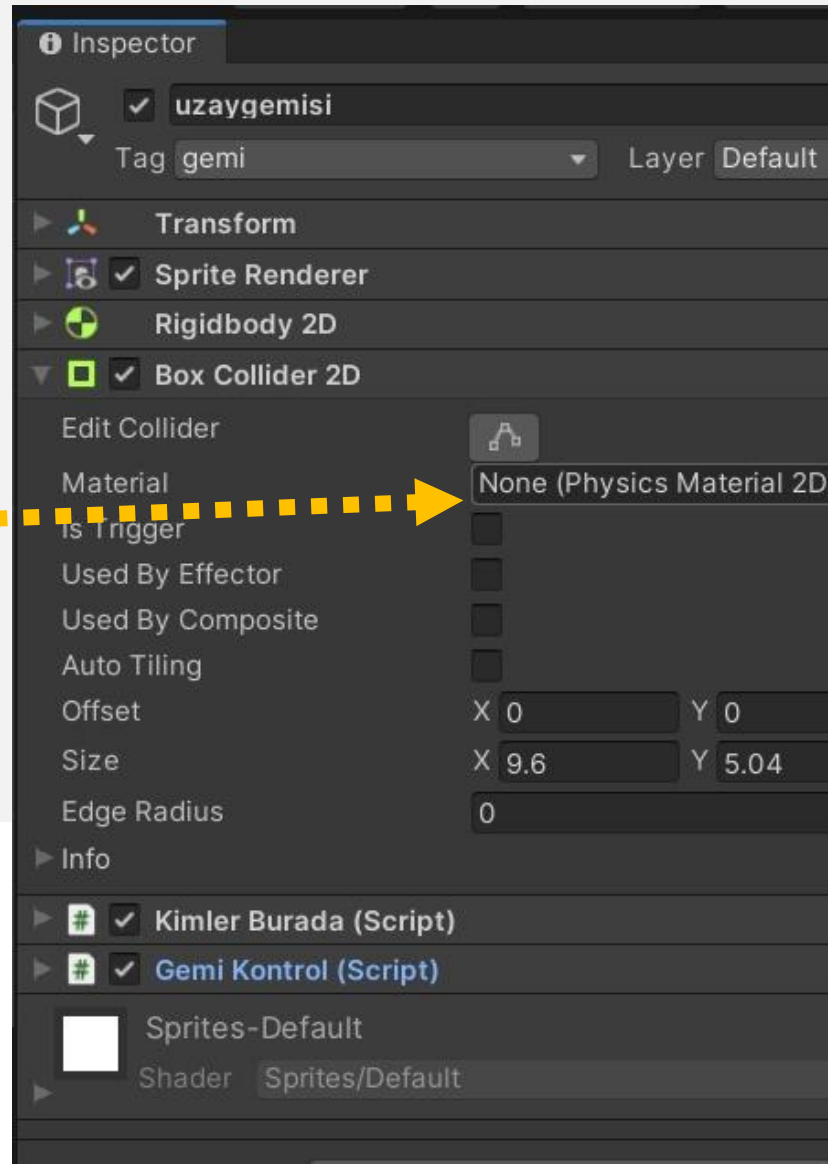 Inspector
uzaygemisi
Tag gemi Layer Default
Transform
Sprite Renderer
Rigidbody 2D
Box Collider 2D
Edit Collider
Material None (Physics Material 2D
Is Trigger
Used By Effector
Used By Composite
Auto Tiling
Offset X 0 Y 0
Size X 9.6 Y 5.04
Edge Radius 0
Info
# Kimler Burada (Script)
# Gemi Kontrol (Script)
Sprites-Default
Shader Sprites/Default